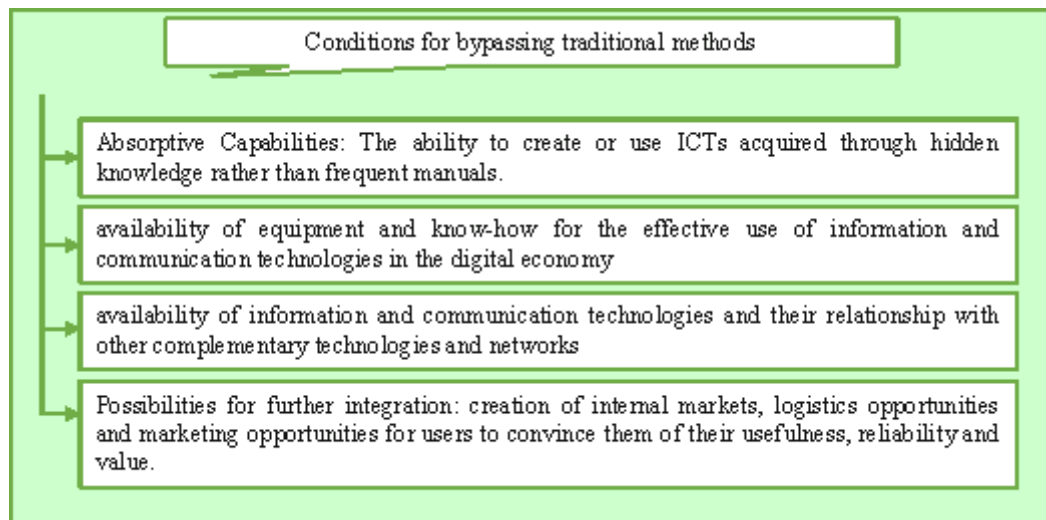 Conditions for bypassing traditional methods
Absorptive Capabilities: The ability to create or use ICTs acquired through hidden
knowledge rather than frequent manuals.
availability of equipment and know-how for the effective use of information and
communication technologies in the digital economy
availability of information and communication technologies and their relationship with
other complementary technologies and networks
Possibilities for further integration: creation of internal markets, logistics opportunities
and marketing opportunities for users to convince them of their usefulness, reliability and
value.